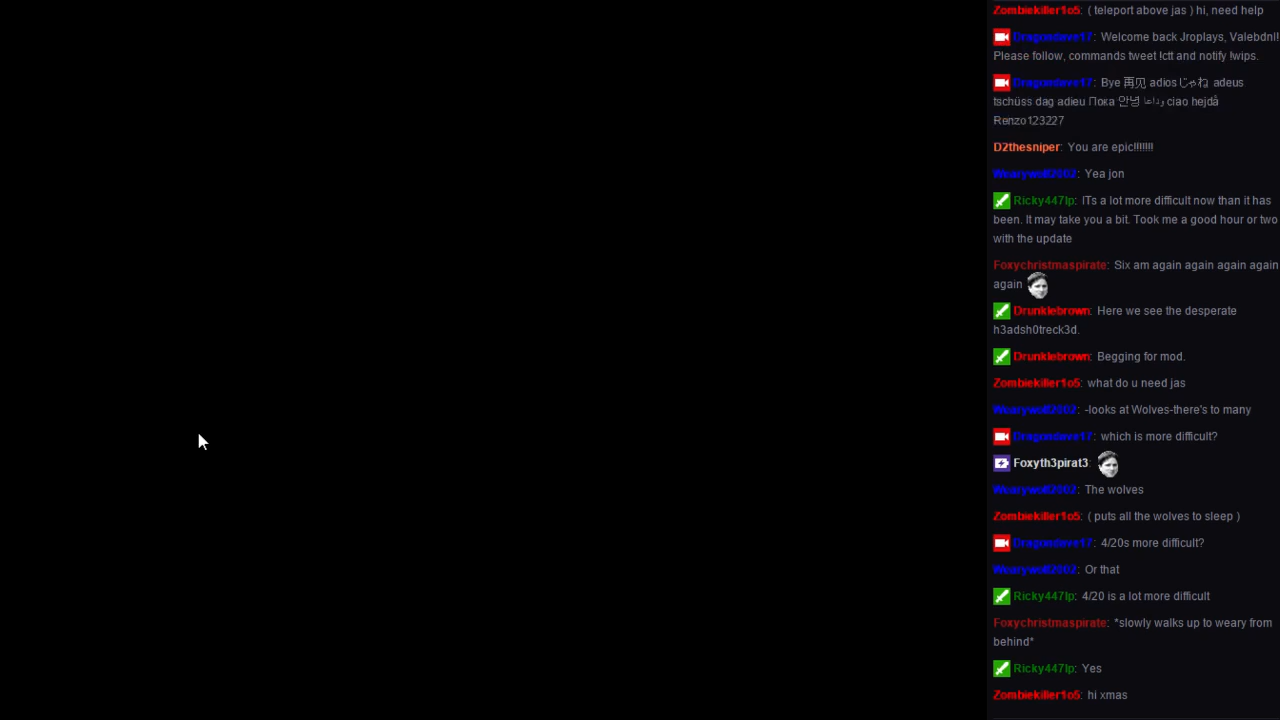 Zombiekiller1o5: ( teleport above jas ) hi, need help
Dragondave17: Welcome back Jroplays, Valebdnl!
Please follow, commands tweet !ctt and notify !wips.
Dragondave17: Bye 再见 adios じゃね adeus
tschüss dag adieu Пока 안녕 وداعا ciao hejdå
Renzo123227
D2thesniper: You are epic!!!!!!!
Wearywolf2002: Yea jon
Ricky447lp: ITs a lot more difficult now than it has
been. It may take you a bit. Took me a good hour or two
with the update
Foxychristmaspirate: Six am again again again again
again
Drunklebrown: Here we see the desperate
h3adsh0treck3d.
Drunklebrown: Begging for mod.
Zombiekiller1o5: what do u need jas
Wearywolf2002: -looks at Wolves-there's to many
Dragondave17: which is more difficult?
Foxyth3pirat3:
Wearywolf2002: The wolves
Zombiekiller1o5: ( puts all the wolves to sleep )
Dragondave17: 4/20s more difficult?
Wearywolf2002: Or that
Ricky447lp: 4/20 is a lot more difficult
Foxychristmaspirate: *slowly walks up to weary from
behind*
Ricky447lp: Yes
Zombiekiller1o5: hi xmas